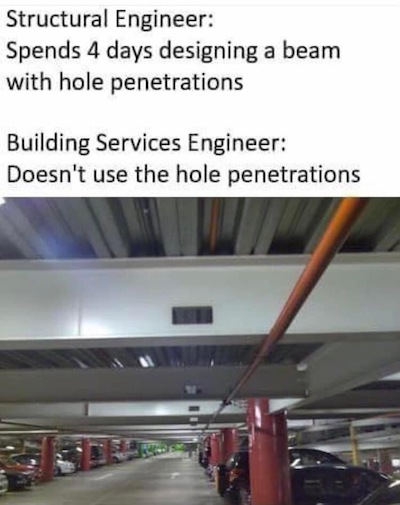 Structural Engineer:
Spends 4 days designing a beam
with hole penetrations
Building Services Engineer:
Doesn't use the hole penetrations